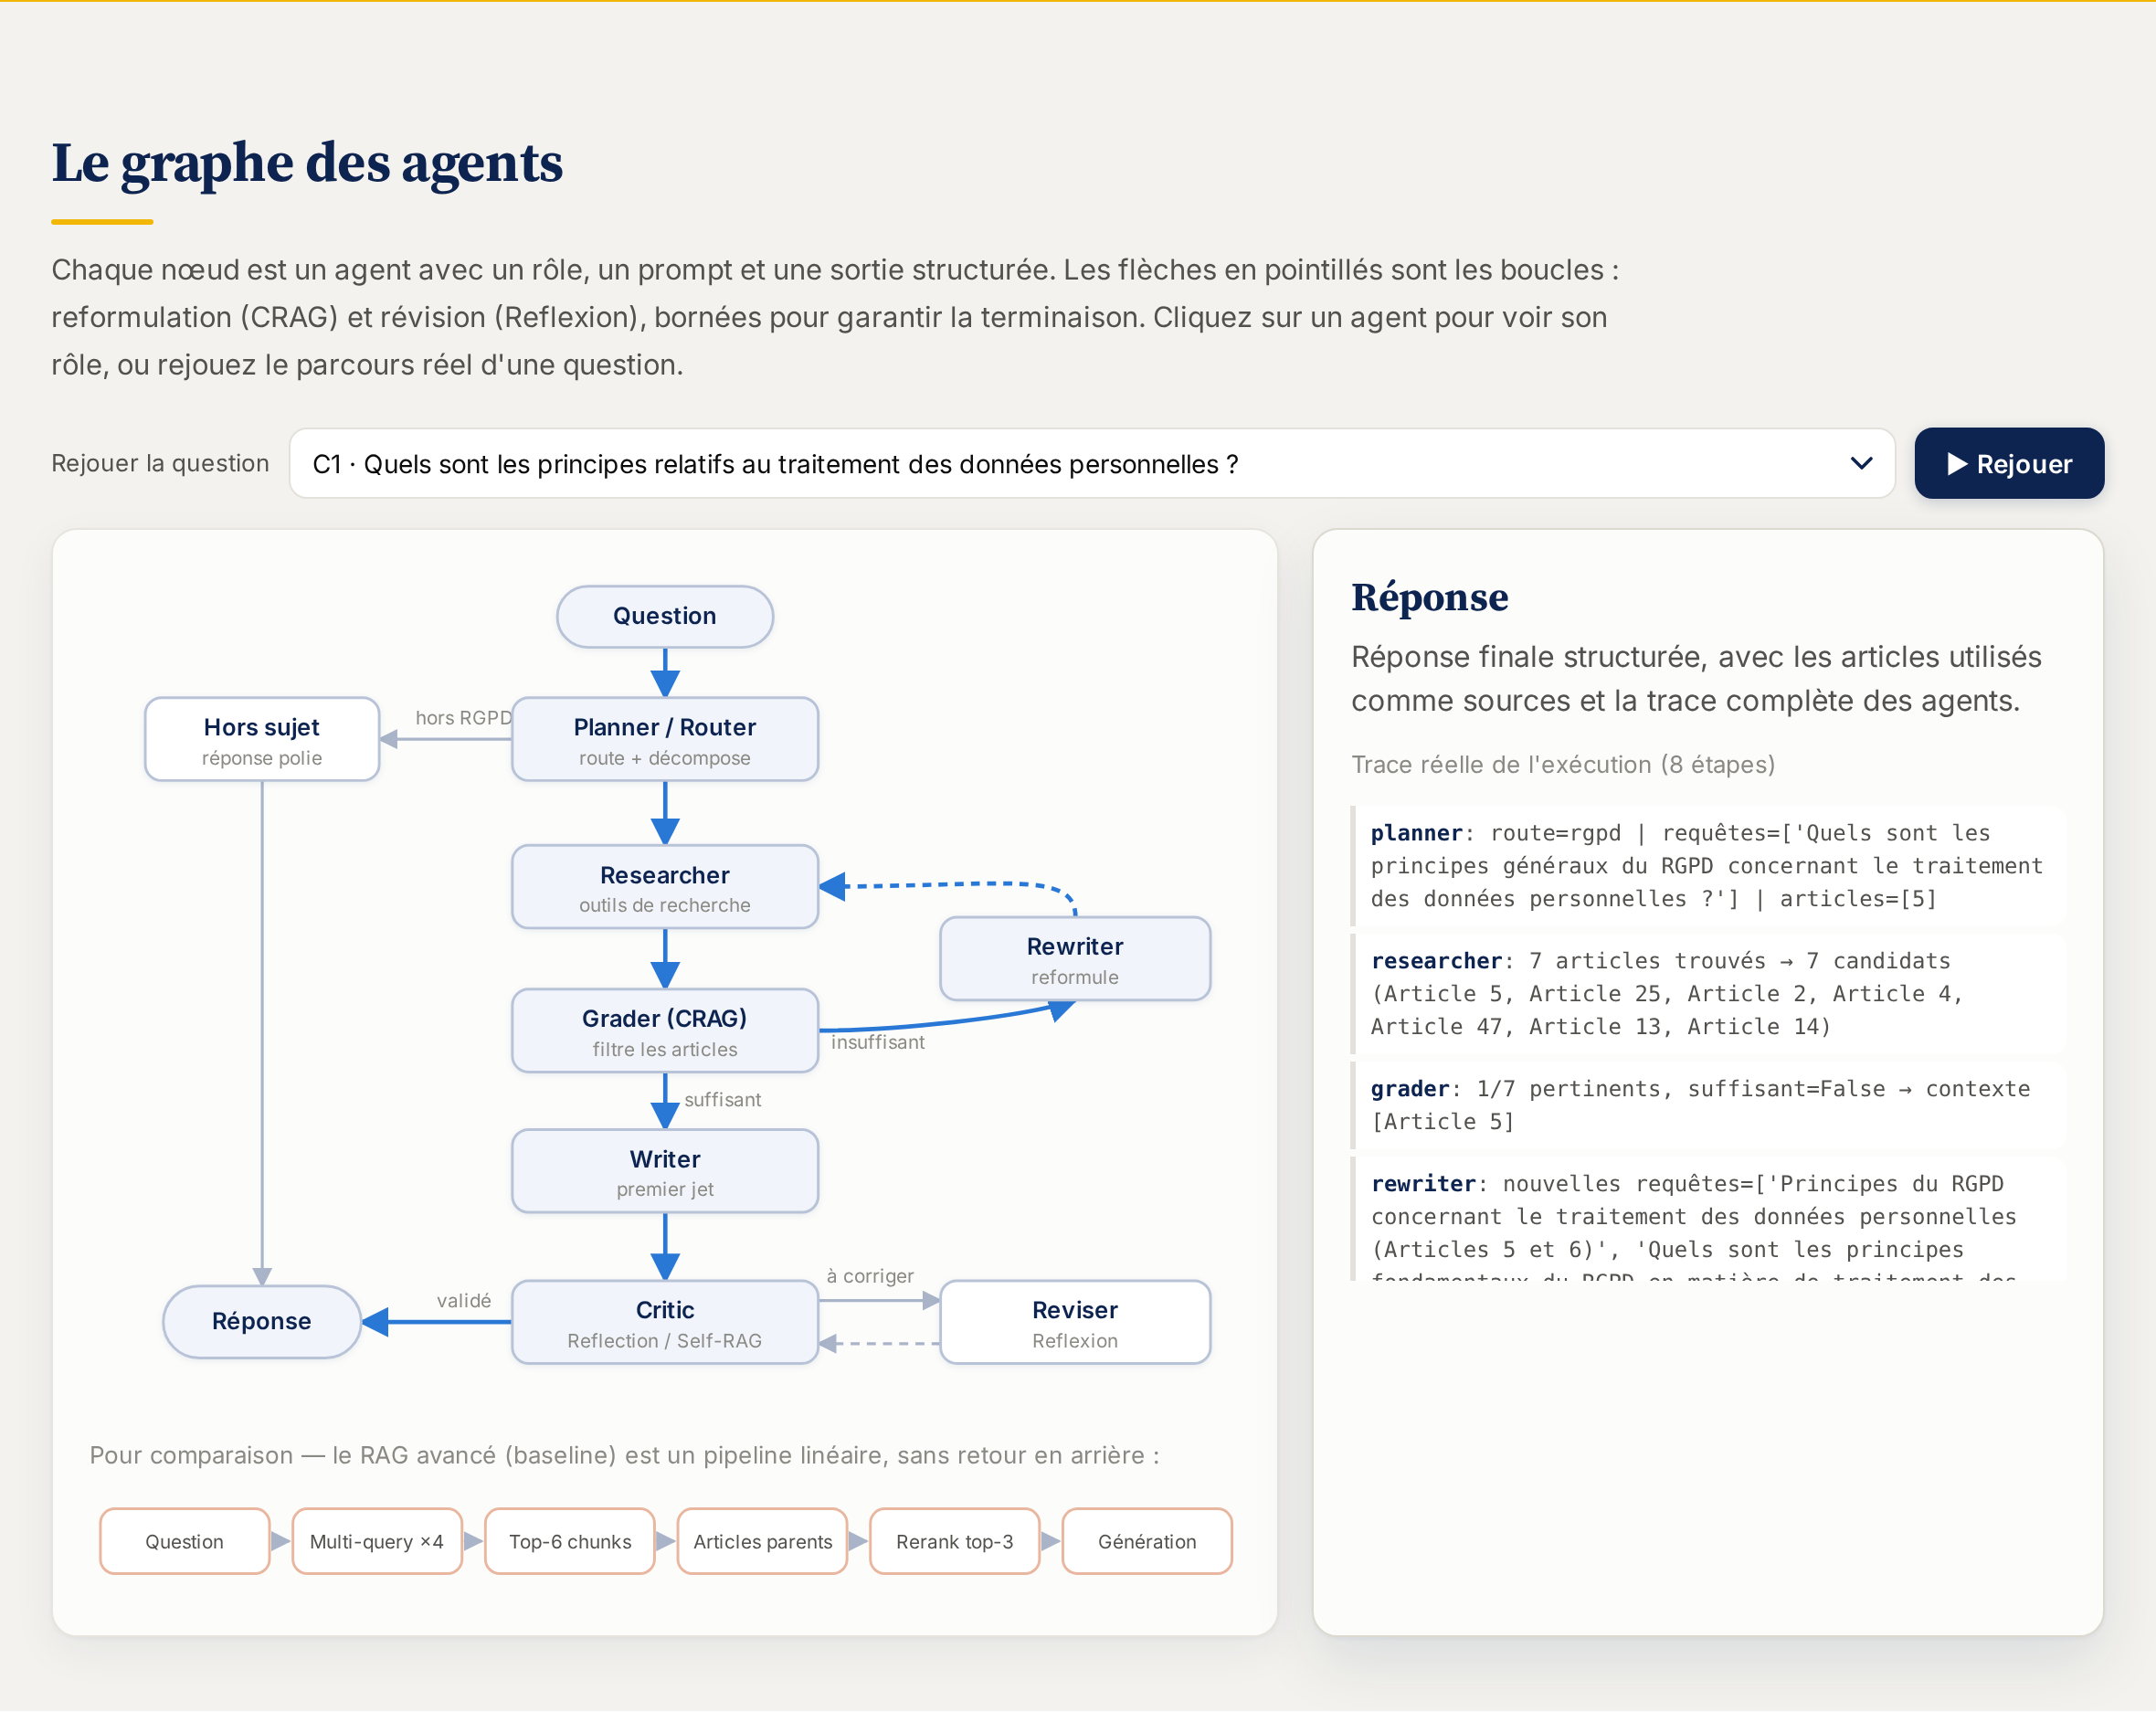 Le graphe des agents
Chaque nœud est un agent avec un rôle, un prompt et une sortie structurée. Les flèches en pointillés sont les boucles :
reformulation (CRAG) et révision (Reflexion), bornées pour garantir la terminaison. Cliquez sur un agent pour voir son
rôle, ou rejouez le parcours réel d'une question.
Rejouer la question
C1 · Quels sont les principes relatifs au traitement des données personnelles ?
▶ Rejouer
Question
Hors sujet
réponse polie
hors RGPD
Planner / Router
route + décompose
Researcher
outils de recherche
Rewriter
reformule
Grader (CRAG)
filtre les articles
insuffisant
suffisant
Writer
premier jet
à corriger
validé
Réponse
Critic
Reflection / Self-RAG
Reviser
Reflexion
Pour comparaison — le RAG avancé (baseline) est un pipeline linéaire, sans retour en arrière :
Question
Multi-query ×4
Top-6 chunks
Articles parents
Rerank top-3
Génération
Réponse
Réponse finale structurée, avec les articles utilisés
comme sources et la trace complète des agents.
Trace réelle de l'exécution (8 étapes)
planner: route=rgpd | requêtes=['Quels sont les
principes généraux du RGPD concernant le traitement
des données personnelles ?'] | articles=[5]
researcher: 7 articles trouvés → 7 candidats
(Article 5, Article 25, Article 2, Article 4,
Article 47, Article 13, Article 14)
grader: 1/7 pertinents, suffisant=False → contexte
[Article 5]
rewriter: nouvelles requêtes=['Principes du RGPD
concernant le traitement des données personnelles
(Articles 5 et 6)', 'Quels sont les principes
fondamentaux du RGPD en matière de traitement des